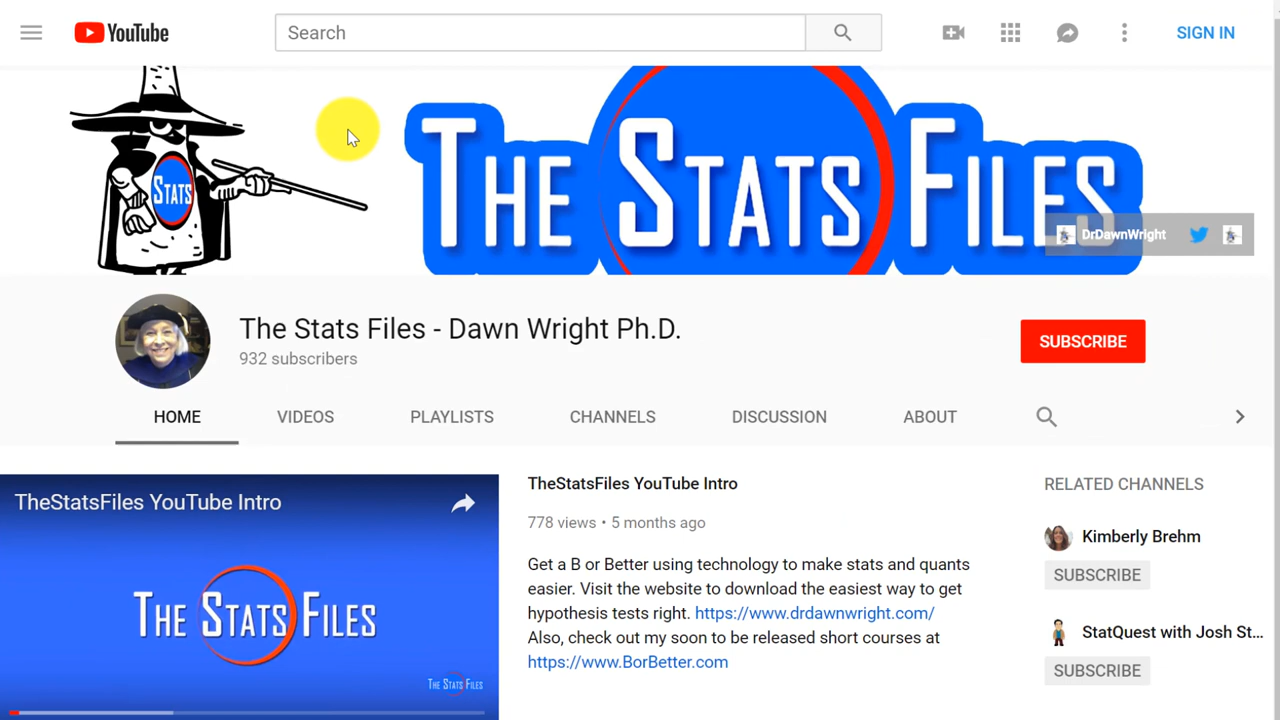 YouTube
Search
SIGN IN
STATS
THE STATS FILES
DrDawnWright
The Stats Files - Dawn Wright Ph.D.
932 subscribers
SUBSCRIBE
HOME
VIDEOS
PLAYLISTS
CHANNELS
DISCUSSION
ABOUT
TheStatsFiles YouTube Intro
THE STATS FILES
THE STATS FILES
TheStatsFiles YouTube Intro
778 views • 5 months ago
Get a B or Better using technology to make stats and quants
easier. Visit the website to download the easiest way to get
hypothesis tests right. https://www.drdawnwright.com/
Also, check out my soon to be released short courses at
https://www.BorBetter.com
RELATED CHANNELS
Kimberly Brehm
SUBSCRIBE
StatQuest with Josh St...
SUBSCRIBE